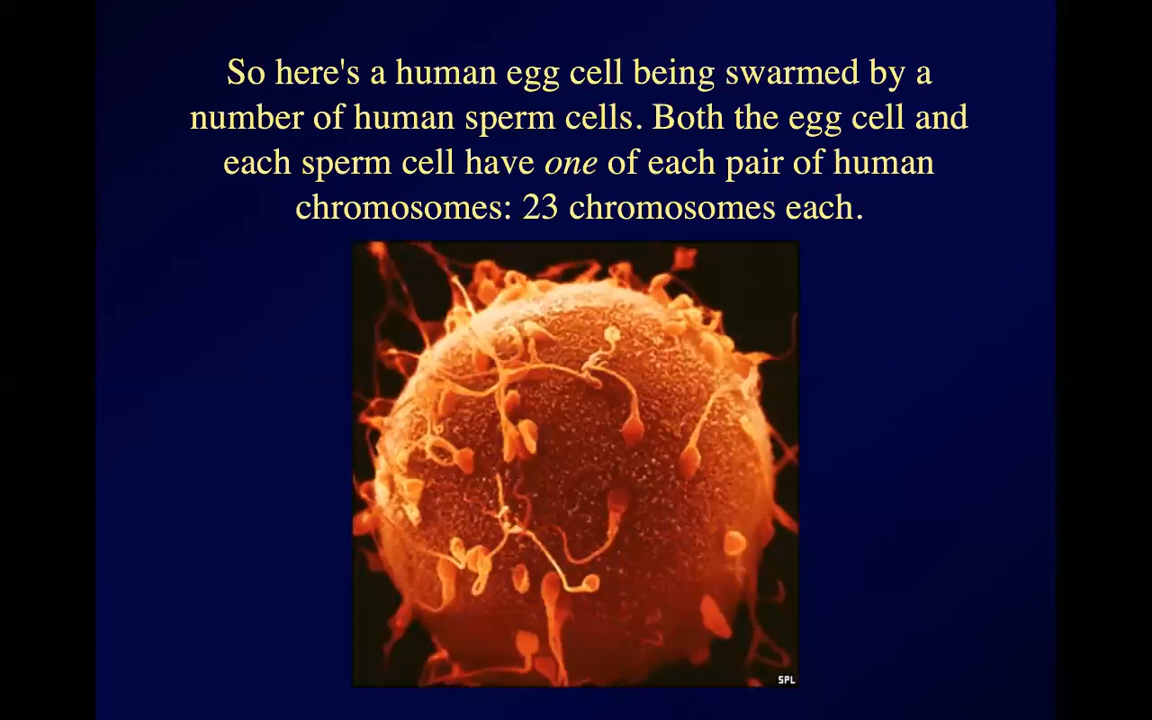 So here's a human egg cell being swarmed by a
number of human sperm cells. Both the egg cell and
each sperm cell have one of each pair of human
chromosomes: 23 chromosomes each.
SPL